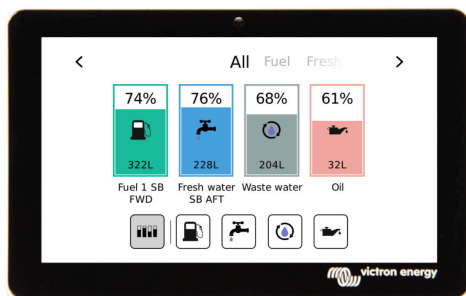 < All Fuel Fresh >
74% 76% 68% 61%
322L 228L 204L 32L
Fuel 1 SB Fresh water Waste water Oil
FWD SB AFT
victron energy